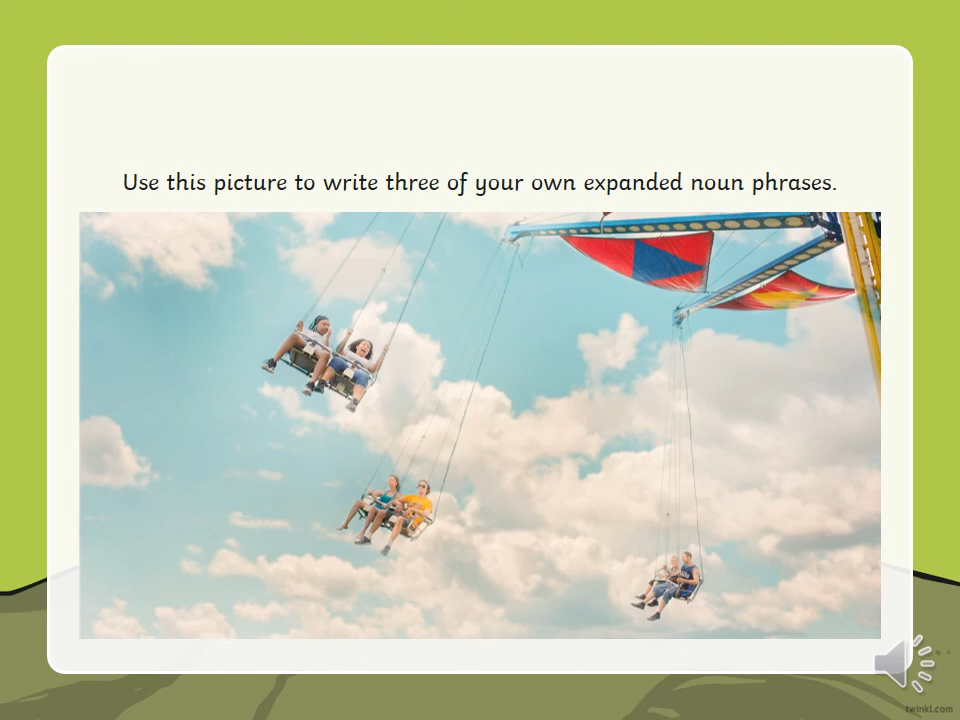 Use this picture to write three of your own expanded noun phrases.
twinkl.com